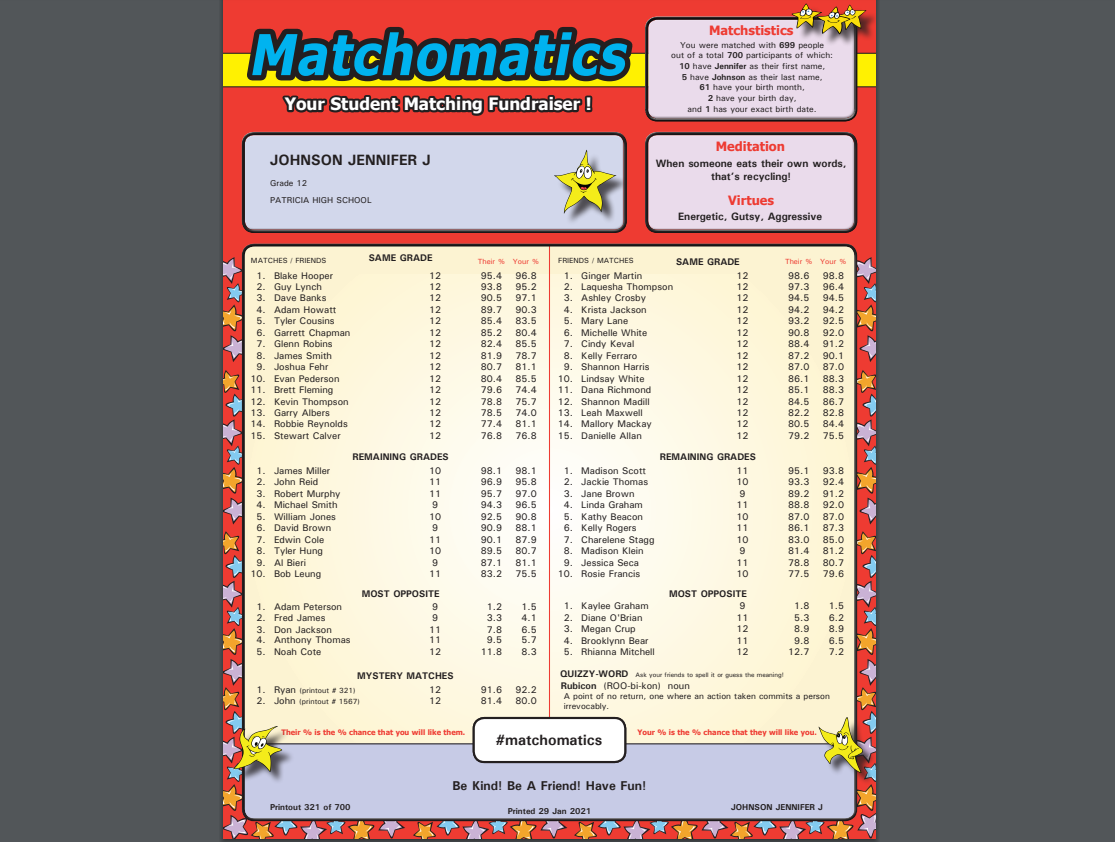 Matchomatics
Your Student Matching Fundraiser !
Matchstistics
You were matched with 699 people
out of a total 700 participants of which:
10 have Jennifer as their first name,
5 have Johnson as their last name,
61 have your birth month,
2 have your birth day,
and 1 has your exact birth date.
JOHNSON JENNIFER J
Grade 12
PATRICIA HIGH SCHOOL
Meditation
When someone eats their own words,
that's recycling!
Virtues
Energetic, Gutsy, Aggressive
MATCHES / FRIENDS SAME GRADE Their % Your %
1. Blake Hooper 12 95.4 96.8
2. Guy Lynch 12 93.8 95.2
3. Dave Banks 12 90.5 97.1
4. Adam Howatt 12 89.7 90.3
5. Tyler Cousins 12 85.4 83.5
6. Garrett Chapman 12 85.2 80.4
7. Glenn Robins 12 82.4 85.5
8. James Smith 12 81.9 78.7
9. Joshua Fehr 12 80.7 81.1
10. Evan Pederson 12 80.4 85.5
11. Brett Fleming 12 79.6 74.4
12. Kevin Thompson 12 78.8 75.7
13. Garry Albers 12 78.5 74.0
14. Robbie Reynolds 12 77.4 81.1
15. Stewart Calver 12 76.8 76.8
REMAINING GRADES
1. James Miller 10 98.1 98.1
2. John Reid 11 96.9 95.8
3. Robert Murphy 11 95.7 97.0
4. Michael Smith 9 94.3 96.5
5. William Jones 10 92.5 90.8
6. David Brown 9 90.9 88.1
7. Edwin Cole 11 90.1 87.9
8. Tyler Hung 10 89.5 80.7
9. Al Bieri 9 87.1 81.1
10. Bob Leung 11 83.2 75.5
MOST OPPOSITE
1. Adam Peterson 9 1.2 1.5
2. Fred James 9 3.3 4.1
3. Don Jackson 11 7.8 6.5
4. Anthony Thomas 11 9.5 5.7
5. Noah Cote 12 11.8 8.3
MYSTERY MATCHES
1. Ryan (printout # 321) 12 91.6 92.2
2. John (printout # 1567) 12 81.4 80.0
FRIENDS / MATCHES SAME GRADE Their % Your %
1. Ginger Martin 12 98.6 98.8
2. Laquesha Thompson 12 97.3 96.4
3. Ashley Crosby 12 94.5 94.5
4. Krista Jackson 12 94.2 94.2
5. Mary Lane 12 93.2 92.5
6. Michelle White 12 90.8 92.0
7. Cindy Keval 12 88.4 91.2
8. Kelly Ferraro 12 87.2 90.1
9. Shannon Harris 12 87.0 87.0
10. Lindsay White 12 86.1 88.3
11. Dana Richmond 12 85.1 88.3
12. Shannon Madill 12 84.5 86.7
13. Leah Maxwell 12 82.2 82.8
14. Mallory Mackay 12 80.5 84.4
15. Danielle Allan 12 79.2 75.5
REMAINING GRADES
1. Madison Scott 11 95.1 93.8
2. Jackie Thomas 10 93.3 92.4
3. Jane Brown 9 89.2 91.2
4. Linda Graham 11 88.8 92.0
5. Kathy Beacon 10 87.0 87.0
6. Kelly Rogers 11 86.1 87.3
7. Charelene Stagg 10 83.0 85.0
8. Madison Klein 9 81.4 81.2
9. Jessica Seca 11 78.8 80.7
10. Rosie Francis 10 77.5 79.6
MOST OPPOSITE
1. Kaylee Graham 9 1.8 1.5
2. Diane O'Brian 11 5.3 6.2
3. Megan Crup 12 8.9 8.9
4. Brooklynn Bear 11 9.8 6.5
5. Rhianna Mitchell 12 12.7 7.2
QUIZZY-WORD Ask your friends to spell it or guess the meaning!
Rubicon (ROO-bi-kon) noun
A point of no return, one where an action taken commits a person
irrevocably.
Their % is the % chance that you will like them.
#matchomatics
Your % is the % chance that they will like you.
Be Kind! Be A Friend! Have Fun!
Printout 321 of 700
Printed 29 Jan 2021
JOHNSON JENNIFER J